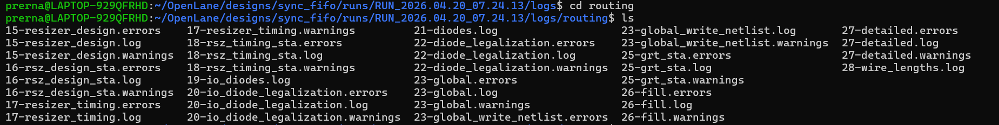 prerna@LAPTOP-929QFRHD:~/OpenLane/designs/sync_fifo/runs/RUN_2026.04.20_07.24.13/logs$ cd routing
prerna@LAPTOP-929QFRHD:~/OpenLane/designs/sync_fifo/runs/RUN_2026.04.20_07.24.13/logs/routing$ ls
15-resizer_design.errors    17-resizer_timing.warnings         21-diodes.log                   23-global_write_netlist.log       27-detailed.errors
15-resizer_design.log       18-rsz_timing_sta.errors           22-diode_legalization.errors    23-global_write_netlist.warnings  27-detailed.log
15-resizer_design.warnings  18-rsz_timing_sta.log              22-diode_legalization.log       25-grt_sta.errors                 27-detailed.warnings
16-rsz_design_sta.errors    18-rsz_timing_sta.warnings         22-diode_legalization.warnings  25-grt_sta.log                    28-wire_lengths.log
16-rsz_design_sta.log       19-io_diodes.log                   23-global.errors                25-grt_sta.warnings
16-rsz_design_sta.warnings  20-io_diode_legalization.errors    23-global.log                   26-fill.errors
17-resizer_timing.errors    20-io_diode_legalization.log       23-global.warnings              26-fill.log
17-resizer_timing.log       20-io_diode_legalization.warnings  23-global_write_netlist.errors  26-fill.warnings